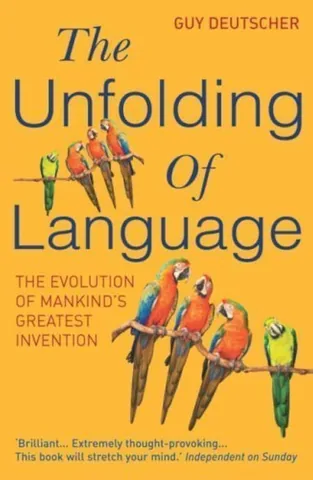 GUY DEUTSCHER
The
Unfolding
Of
Language
THE EVOLUTION
OF MANKIND'S
GREATEST
INVENTION
'Brilliant... Extremely thought-provoking...
This book will stretch your mind.' Independent on Sunday